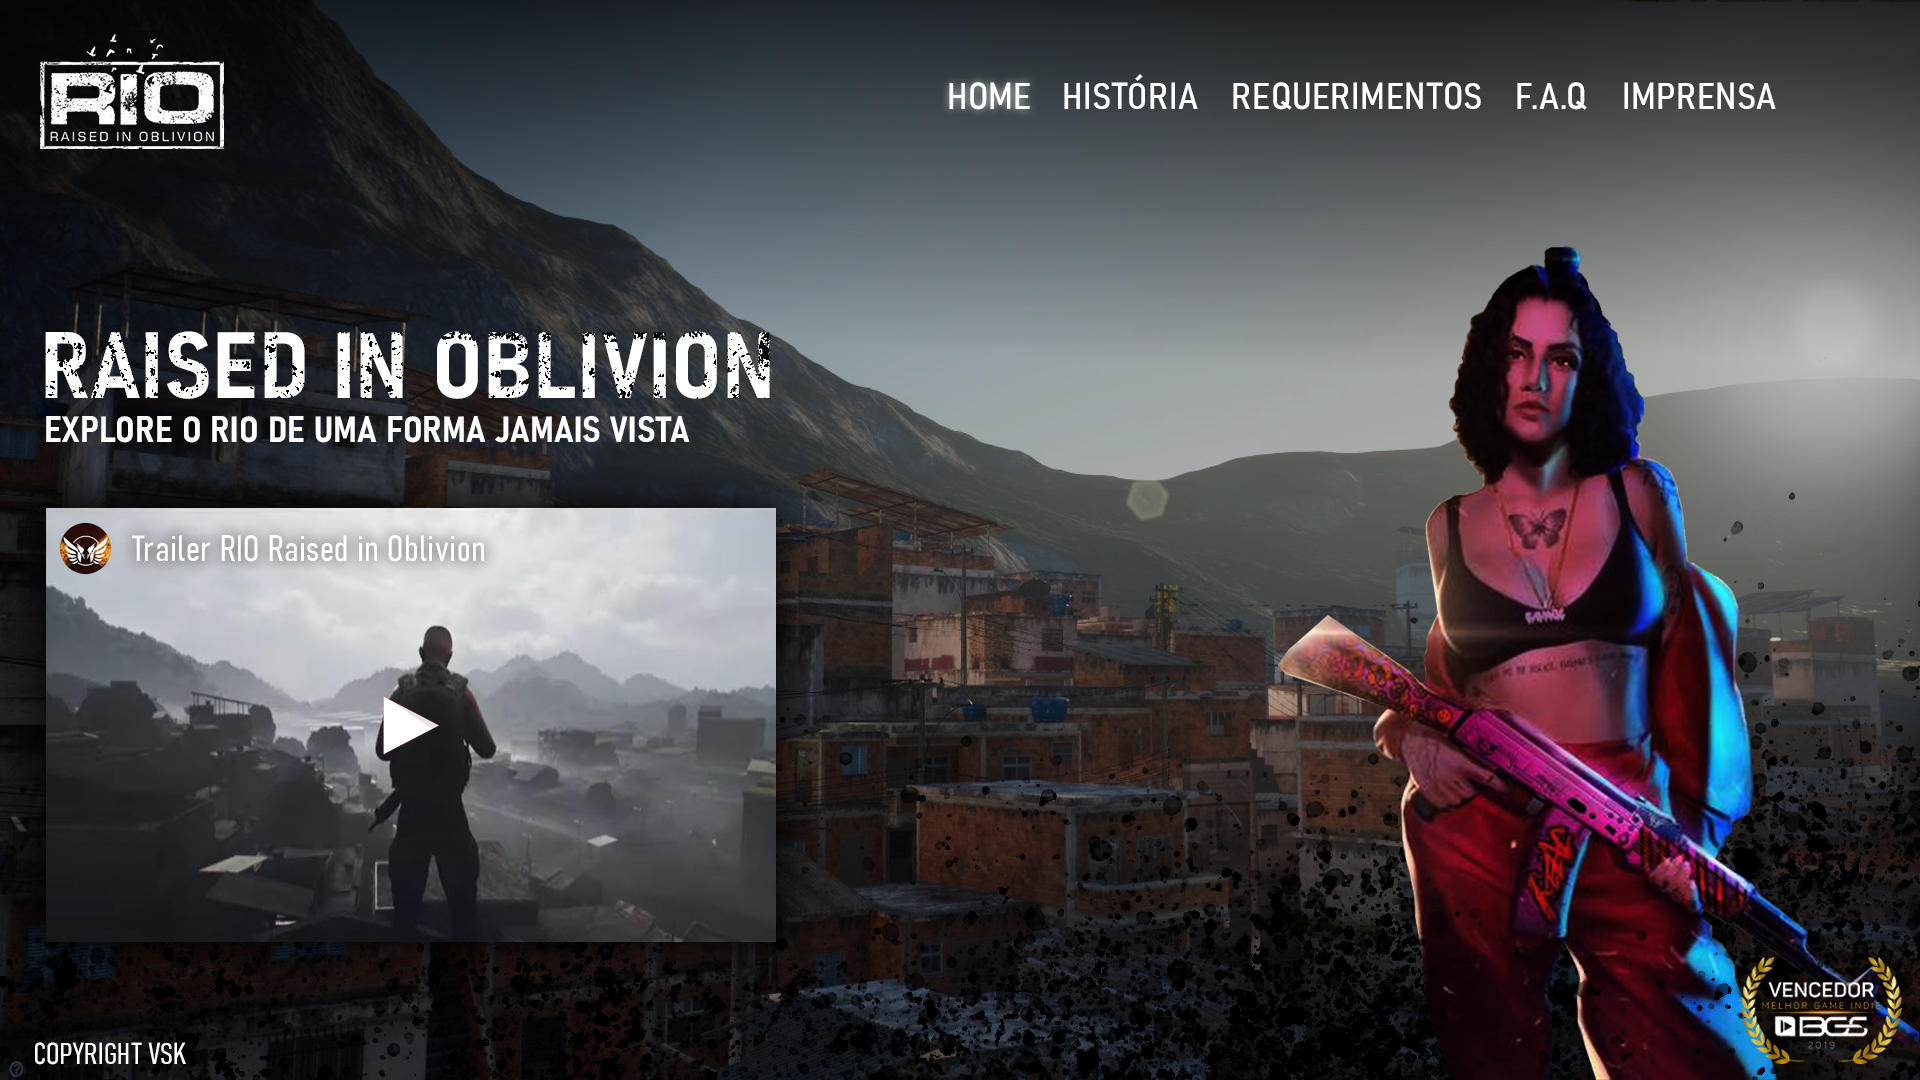 RIO
RAISED IN OBLIVION
HOME HISTÓRIA REQUERIMENTOS F.A.Q IMPRENSA
RAISED IN OBLIVION
EXPLORE O RIO DE UMA FORMA JAMAIS VISTA
Trailer RIO Raised in Oblivion
VENCEDOR
MELHOR GAME INDIE
BGS
2019
COPYRIGHT VSK